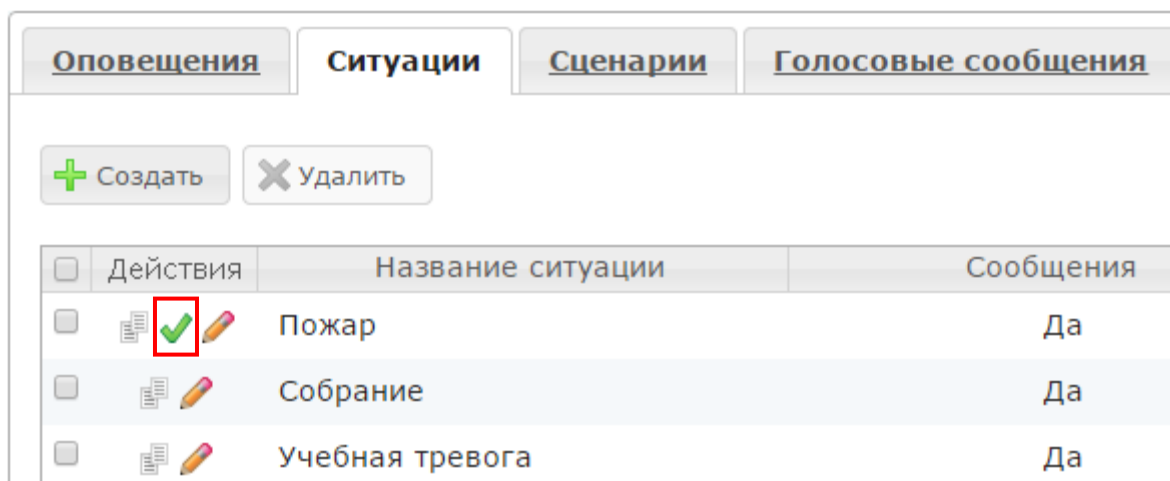 Оповещения Ситуации Сценарии Голосовые сообщения
Создать Удалить
Действия Название ситуации Сообщения
Пожар Да
Собрание Да
Учебная тревога Да